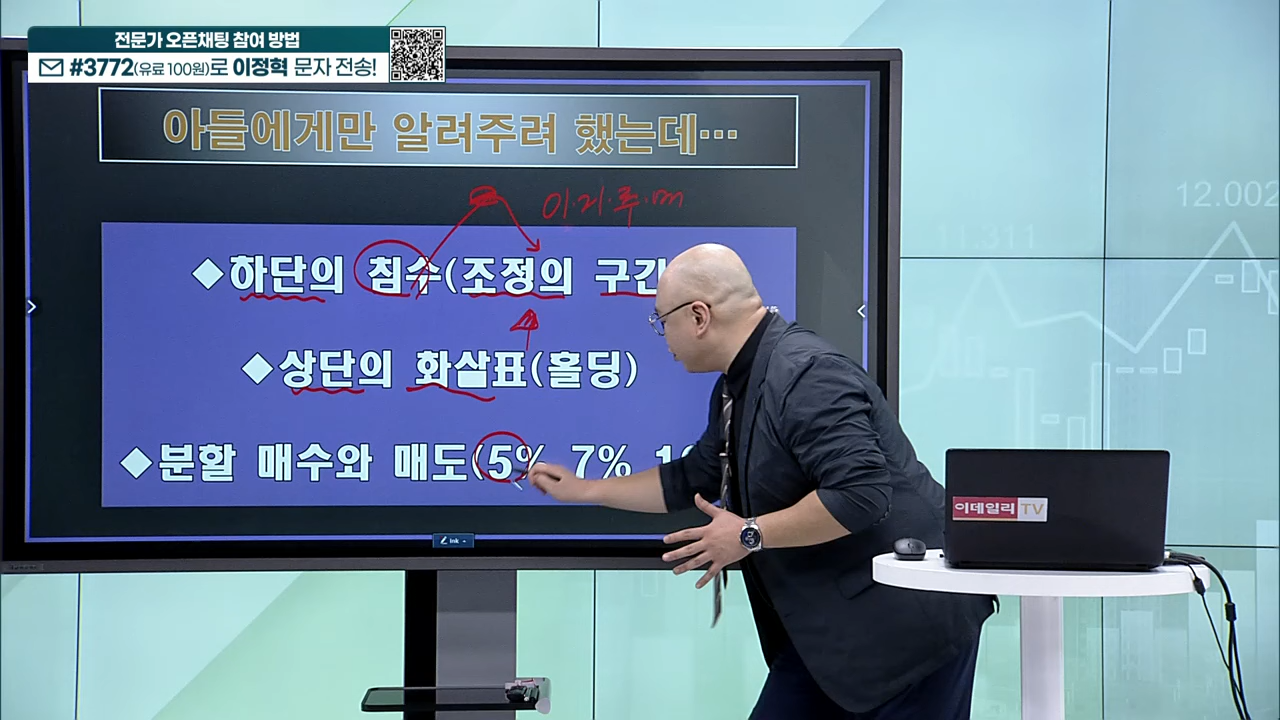 전문가 오픈채팅 참여 방법
#3772(유료 100원)로 이정혁 문자 전송!
아들에게만 알려주려 했는데…
12.002
11.311
◆하단의 침수(조정의 구간
◆상단의 화살표(홀딩)
◆분할 매수와 매도(5% 7%
Ink
이데일리TV